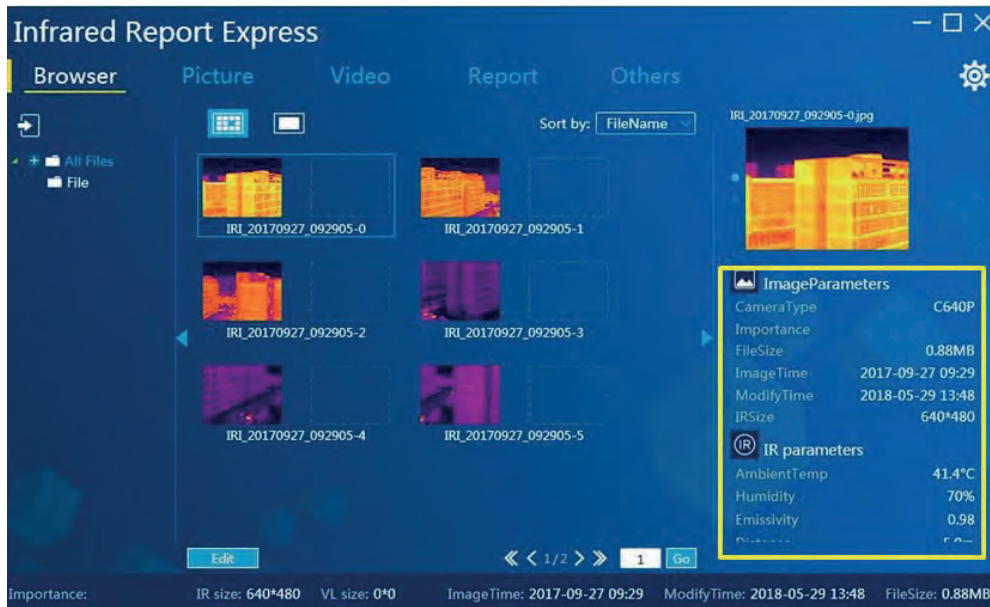 Infrared Report Express
Browser Picture Video Report Others
Sort by: FileName
All Files
File
IRI_20170927_092905-0 IRI_20170927_092905-1
IRI_20170927_092905-2 IRI_20170927_092905-3
IRI_20170927_092905-4 IRI_20170927_092905-5
Edit
1/2 1 Go
IRI_20170927_092905-0.jpg
ImageParameters
CameraType C640P
Importance
FileSize 0.88MB
ImageTime 2017-09-27 09:29
ModifyTime 2018-05-29 13:48
IRSize 640*480
IR IR parameters
AmbientTemp 41.4°C
Humidity 70%
Emissivity 0.98
Importance: IR size: 640*480 VL size: 0*0 ImageTime: 2017-09-27 09:29 ModifyTime: 2018-05-29 13:48 FileSize: 0.88MB